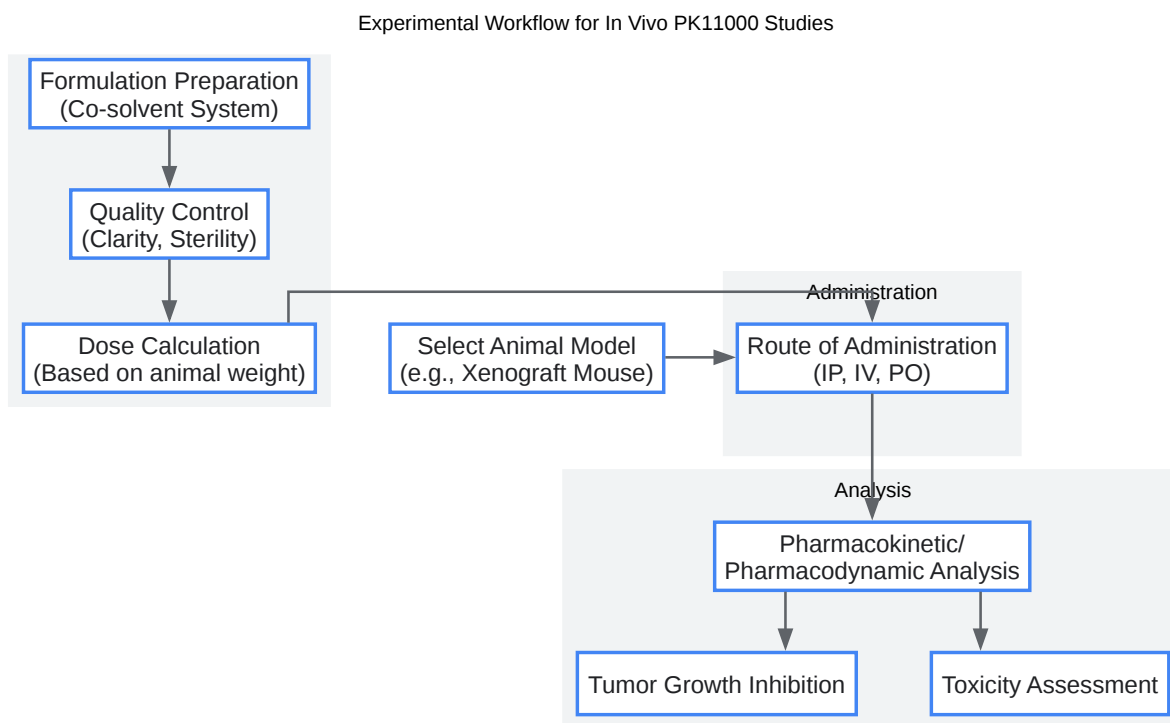 Experimental Workflow for In Vivo PK11000 Studies
Formulation Preparation
(Co-solvent System)
Quality Control
(Clarity, Sterility)
Dose Calculation
(Based on animal weight)
Select Animal Model
(e.g., Xenograft Mouse)
Administration
Route of Administration
(IP, IV, PO)
Analysis
Pharmacokinetic/
Pharmacodynamic Analysis
Tumor Growth Inhibition
Toxicity Assessment